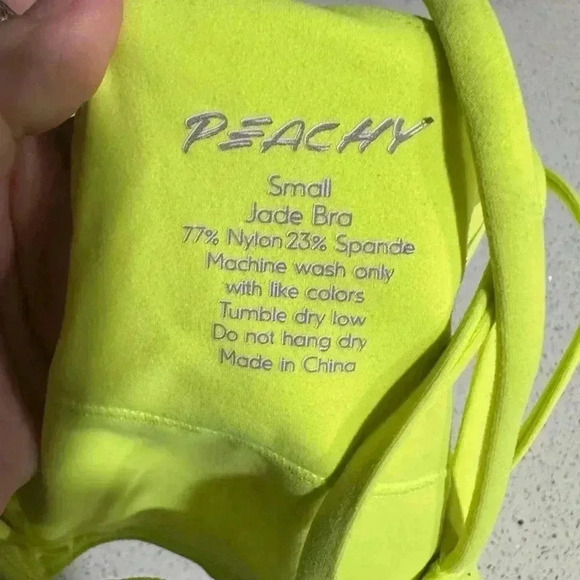 PEACHY
Small
Jade Bra
77% Nylon 23% Spande
Machine wash only
with like colors
Tumble dry low
Do not hang dry
Made in China